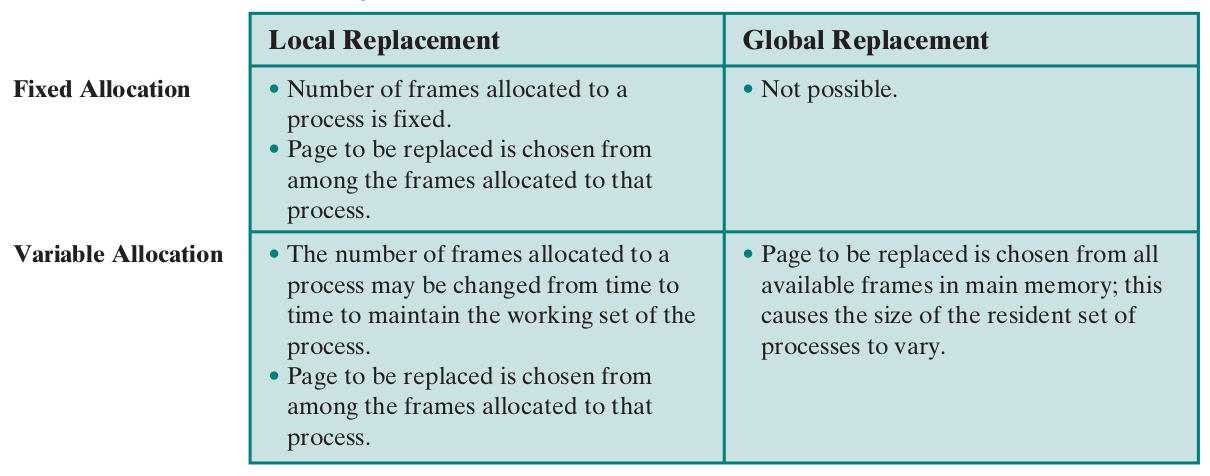 Local Replacement
Global Replacement
Fixed Allocation
• Number of frames allocated to a
process is fixed.
• Page to be replaced is chosen from
among the frames allocated to that
process.
• Not possible.
Variable Allocation
• The number of frames allocated to a
process may be changed from time to
time to maintain the working set of the
process.
• Page to be replaced is chosen from
among the frames allocated to that
process.
• Page to be replaced is chosen from all
available frames in main memory; this
causes the size of the resident set of
processes to vary.